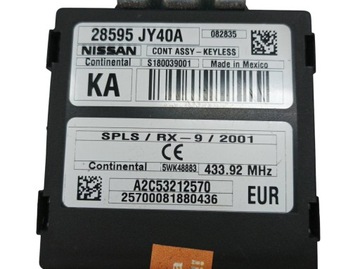 28595 JY40A 082835
NISSAN CONT ASSY - KEYLESS
Continental S180039001 Made in Mexico
KA
SPLS / RX - 9 / 2001
CE
Continental 5WK48883 433.92 MHz
A2C53212570 EUR
25700081880436